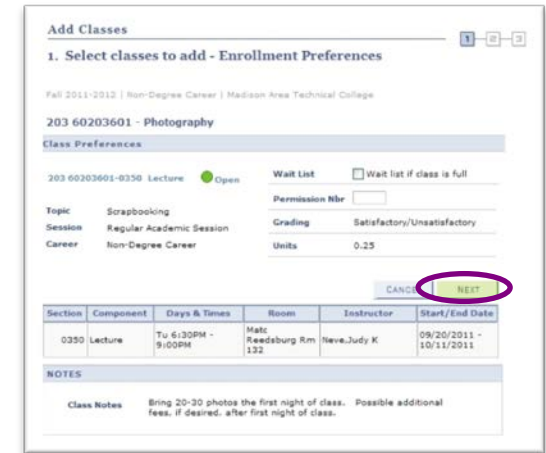 Add Classes
1 2 3
1. Select classes to add - Enrollment Preferences
Fall 2011-2012 | Non-Degree Career | Madison Area Technical College
203 60203601 - Photography
Class Preferences
203 60203601-0350 Lecture Open
Wait List Wait list if class is full
Permission Nbr
Topic Scrapbooking
Session Regular Academic Session
Career Non-Degree Career
Grading Satisfactory/Unsatisfactory
Units 0.25
CANCEL NEXT
Section Component Days & Times Room Instructor Start/End Date
0350 Lecture Tu 6:30PM - 9:00PM Matc Reedsburg Rm 132 Neve,Judy K 09/20/2011 - 10/11/2011
NOTES
Class Notes Bring 20-30 photos the first night of class. Possible additional
fees, if desired, after first night of class.